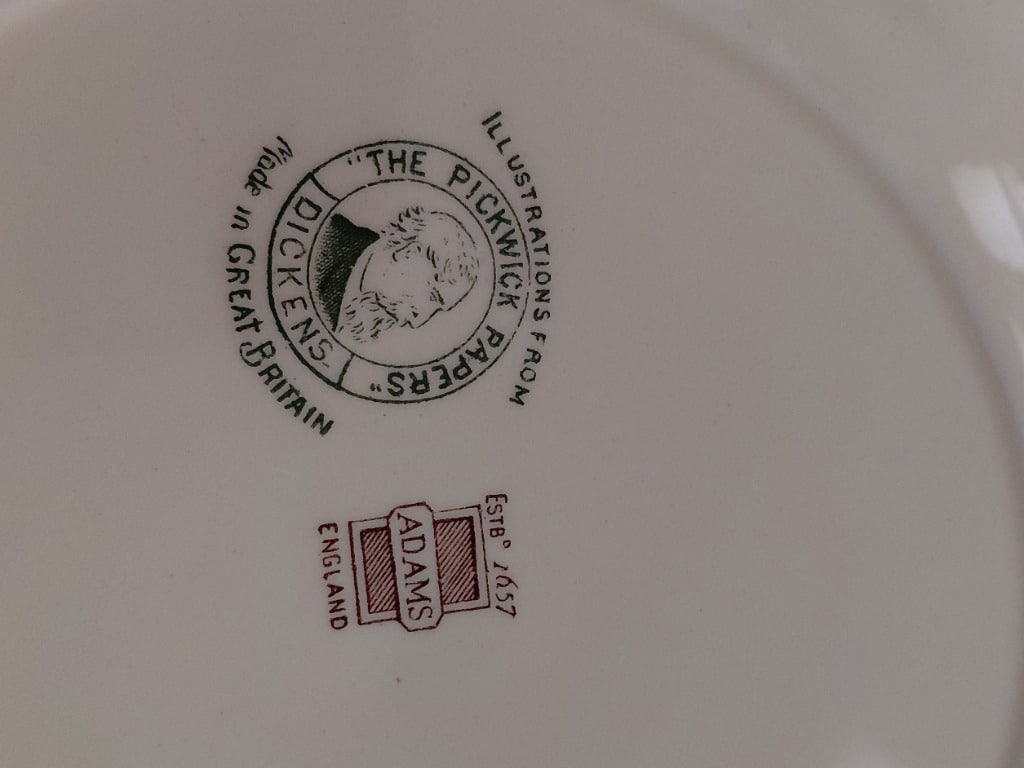 ILLUSTRATIONS FROM
"THE PICKWICK PAPERS"
DICKENS
Made in GREAT BRITAIN
ESTBD 1657
ADAMS
ENGLAND